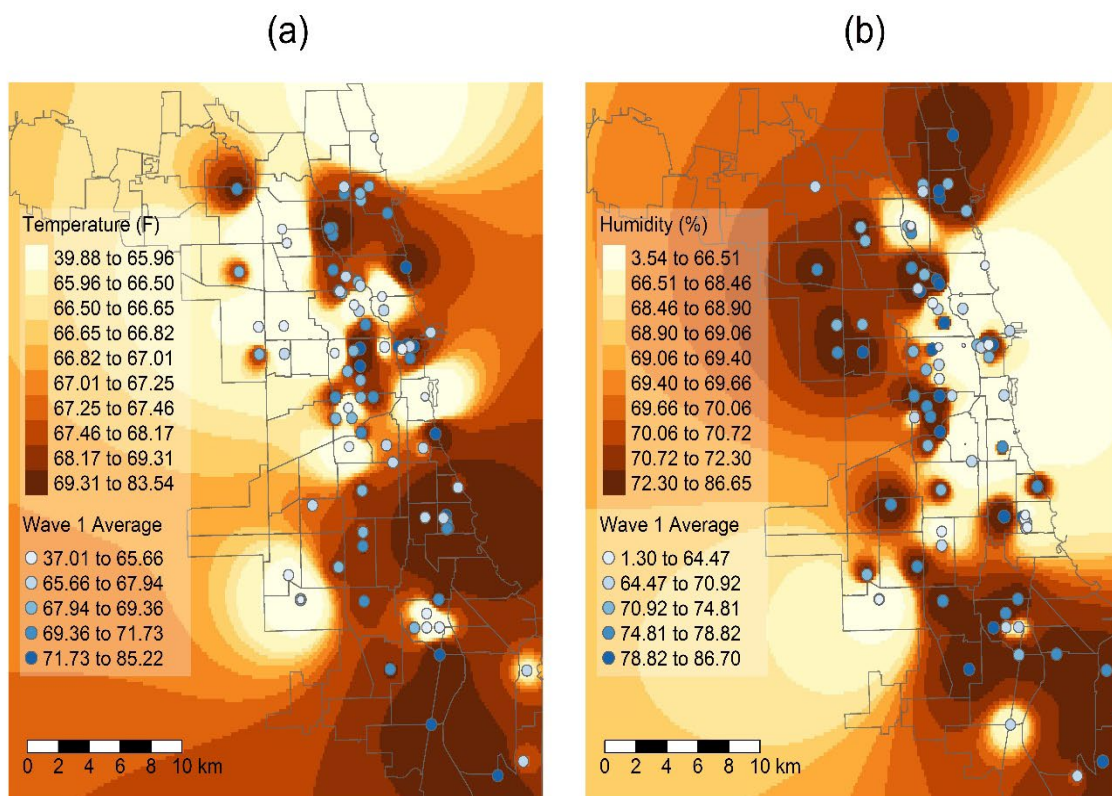 (a)
Temperature (F)
39.88 to 65.96
65.96 to 66.50
66.50 to 66.65
66.65 to 66.82
66.82 to 67.01
67.01 to 67.25
67.25 to 67.46
67.46 to 68.17
68.17 to 69.31
69.31 to 83.54
Wave 1 Average
37.01 to 65.66
65.66 to 67.94
67.94 to 69.36
69.36 to 71.73
71.73 to 85.22
0 2 4 6 8 10 km
(b)
Humidity (%)
3.54 to 66.51
66.51 to 68.46
68.46 to 68.90
68.90 to 69.06
69.06 to 69.40
69.40 to 69.66
69.66 to 70.06
70.06 to 70.72
70.72 to 72.30
72.30 to 86.65
Wave 1 Average
1.30 to 64.47
64.47 to 70.92
70.92 to 74.81
74.81 to 78.82
78.82 to 86.70
0 2 4 6 8 10 km